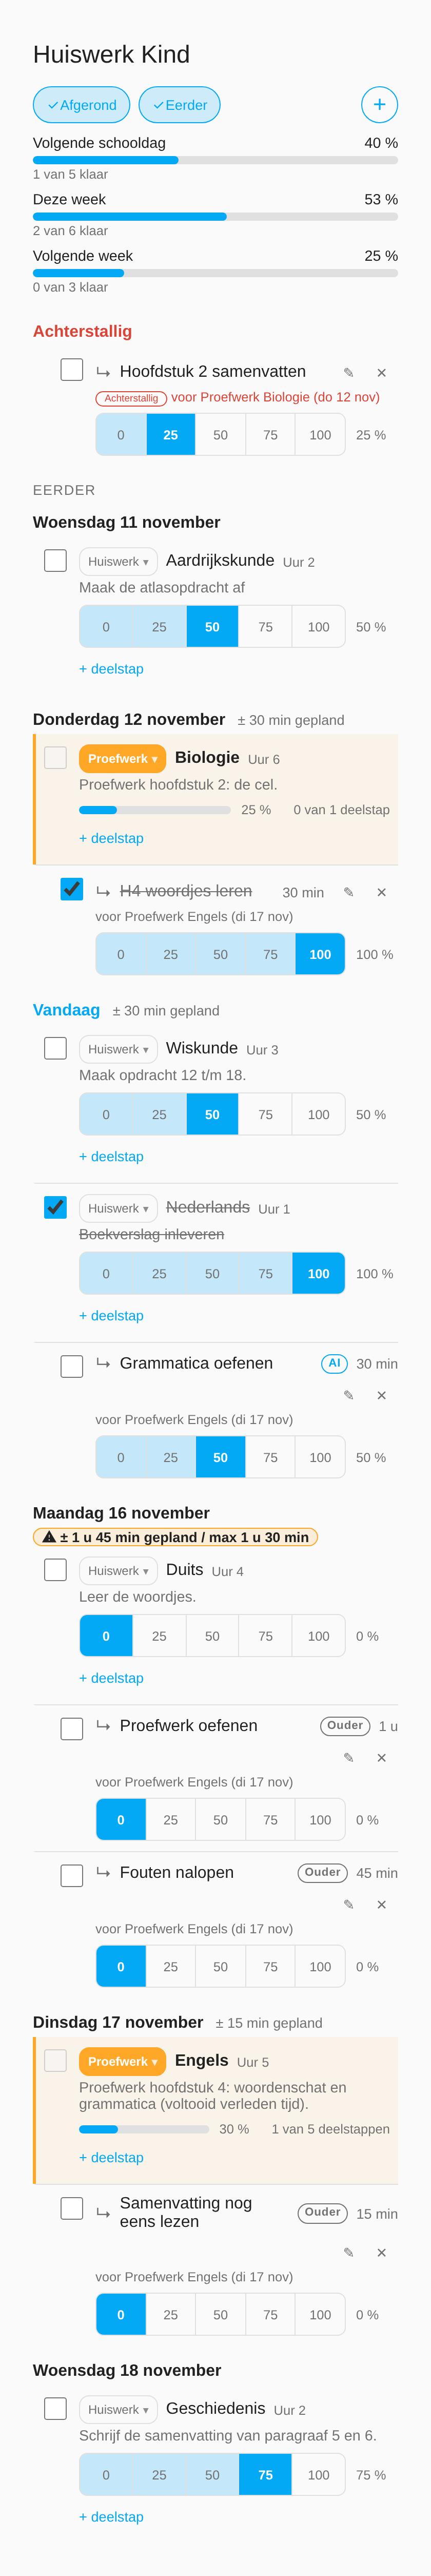 Huiswerk Kind
✓Afgerond ✓Eerder +
Volgende schooldag 40 %
1 van 5 klaar
Deze week 53 %
2 van 6 klaar
Volgende week 25 %
0 van 3 klaar
Achterstallig
↳ Hoofdstuk 2 samenvatten ✎ ✕
Achterstallig voor Proefwerk Biologie (do 12 nov)
0 25 50 75 100 25 %
EERDER
Woensdag 11 november
Huiswerk ▾ Aardrijkskunde Uur 2
Maak de atlasopdracht af
0 25 50 75 100 50 %
+ deelstap
Donderdag 12 november ± 30 min gepland
Proefwerk ▾ Biologie Uur 6
Proefwerk hoofdstuk 2: de cel.
25 % 0 van 1 deelstap
+ deelstap
↳ H4 woordjes leren 30 min ✎ ✕
voor Proefwerk Engels (di 17 nov)
0 25 50 75 100 100 %
Vandaag ± 30 min gepland
Huiswerk ▾ Wiskunde Uur 3
Maak opdracht 12 t/m 18.
0 25 50 75 100 50 %
+ deelstap
Huiswerk ▾ Nederlands Uur 1
Boekverslag inleveren
0 25 50 75 100 100 %
+ deelstap
↳ Grammatica oefenen AI 30 min
✎ ✕
voor Proefwerk Engels (di 17 nov)
0 25 50 75 100 50 %
Maandag 16 november
⚠ ± 1 u 45 min gepland / max 1 u 30 min
Huiswerk ▾ Duits Uur 4
Leer de woordjes.
0 25 50 75 100 0 %
+ deelstap
↳ Proefwerk oefenen Ouder 1 u
✎ ✕
voor Proefwerk Engels (di 17 nov)
0 25 50 75 100 0 %
↳ Fouten nalopen Ouder 45 min
✎ ✕
voor Proefwerk Engels (di 17 nov)
0 25 50 75 100 0 %
Dinsdag 17 november ± 15 min gepland
Proefwerk ▾ Engels Uur 5
Proefwerk hoofdstuk 4: woordenschat en
grammatica (voltooid verleden tijd).
30 % 1 van 5 deelstappen
+ deelstap
↳ Samenvatting nog
eens lezen Ouder 15 min
✎ ✕
voor Proefwerk Engels (di 17 nov)
0 25 50 75 100 0 %
Woensdag 18 november
Huiswerk ▾ Geschiedenis Uur 2
Schrijf de samenvatting van paragraaf 5 en 6.
0 25 50 75 100 75 %
+ deelstap